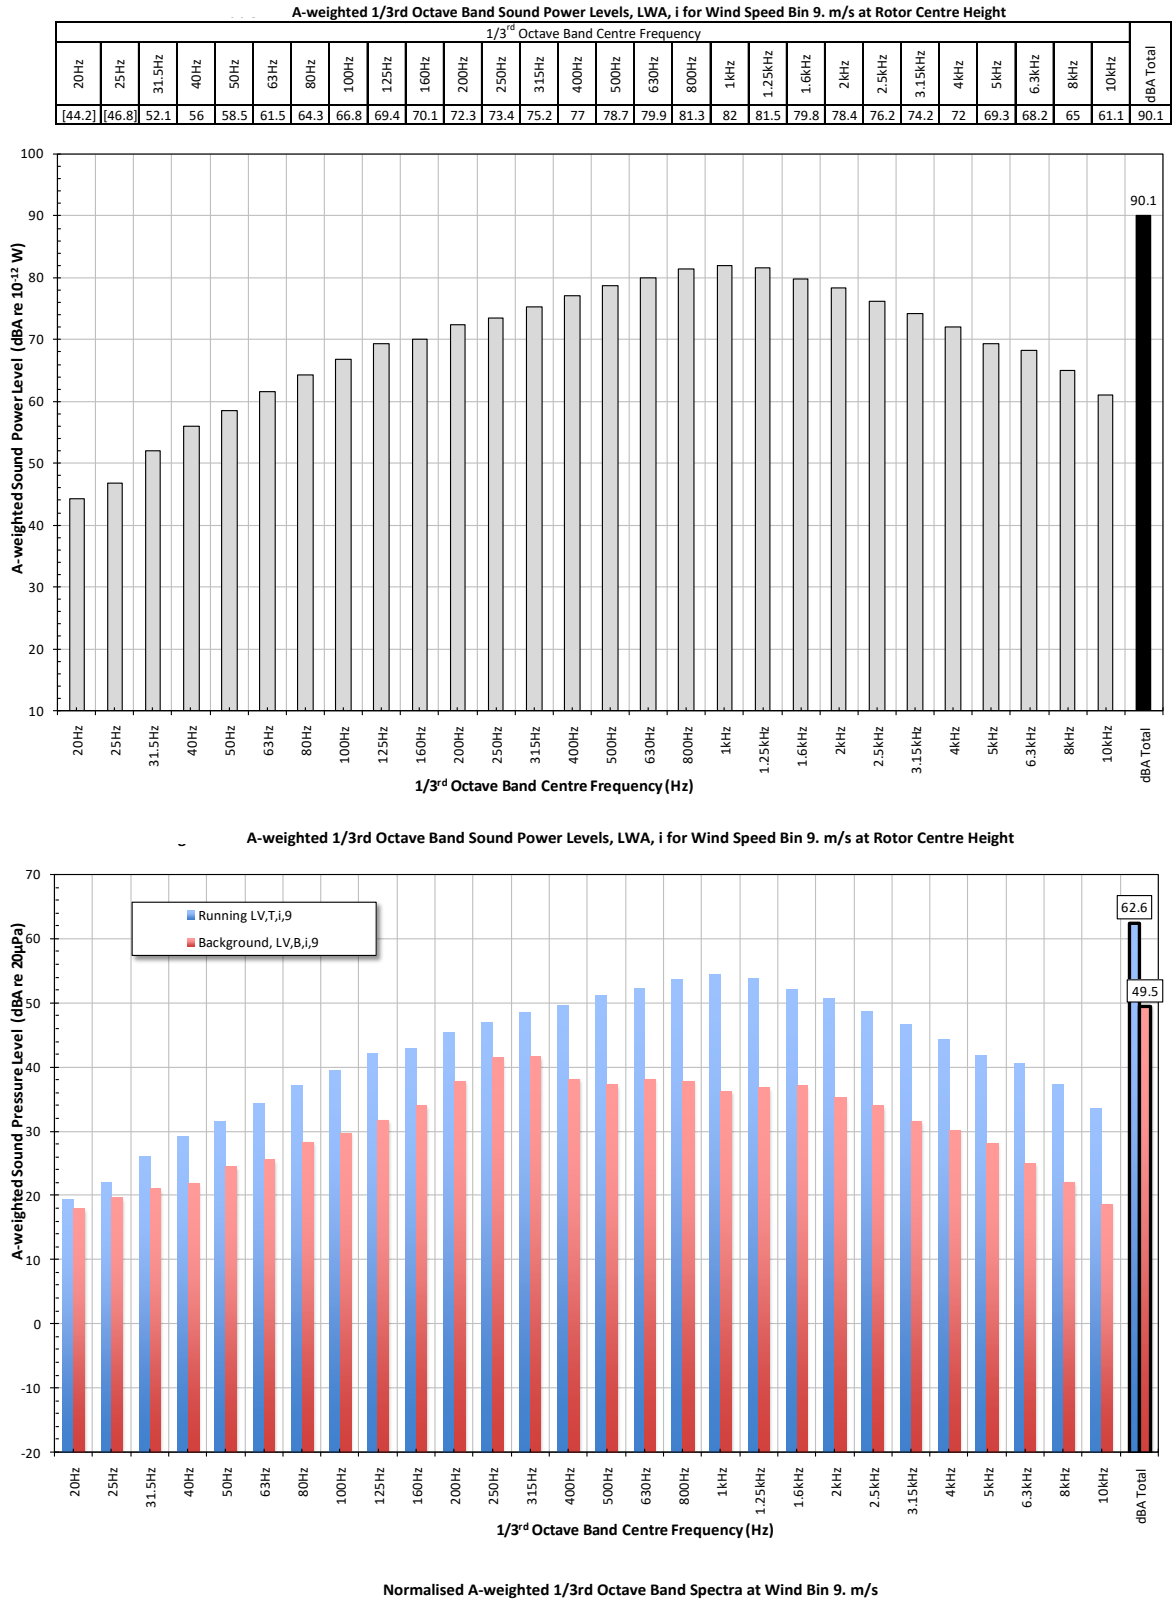 A-weighted 1/3rd Octave Band Sound Power Levels, LWA, i for Wind Speed Bin 9. m/s at Rotor Centre Height
1/3rd Octave Band Centre Frequency
20Hz 25Hz 31.5Hz 40Hz 50Hz 63Hz 80Hz 100Hz 125Hz 160Hz 200Hz 250Hz 315Hz 400Hz 500Hz 630Hz 800Hz 1kHz 1.25kHz 1.6kHz 2kHz 2.5kHz 3.15kHz 4kHz 5kHz 6.3kHz 8kHz 10kHz dBA Total
[44.2] [46.8] 52.1 56 58.5 61.5 64.3 66.8 69.4 70.1 72.3 73.4 75.2 77 78.7 79.9 81.3 82 81.5 79.8 78.4 76.2 74.2 72 69.3 68.2 65 61.1 90.1
A-weighted Sound Power Level (dBA re 10-12 W)
100
90
80
70
60
50
40
30
20
10
90.1
20Hz 25Hz 31.5Hz 40Hz 50Hz 63Hz 80Hz 100Hz 125Hz 160Hz 200Hz 250Hz 315Hz 400Hz 500Hz 630Hz 800Hz 1kHz 1.25kHz 1.6kHz 2kHz 2.5kHz 3.15kHz 4kHz 5kHz 6.3kHz 8kHz 10kHz dBA Total
1/3rd Octave Band Centre Frequency (Hz)
A-weighted 1/3rd Octave Band Sound Power Levels, LWA, i for Wind Speed Bin 9. m/s at Rotor Centre Height
A-weighted Sound Pressure Level (dBA re 20µPa)
70
60
50
40
30
20
10
0
-10
-20
Running LV,T,i,9
Background, LV,B,i,9
62.6
49.5
20Hz 25Hz 31.5Hz 40Hz 50Hz 63Hz 80Hz 100Hz 125Hz 160Hz 200Hz 250Hz 315Hz 400Hz 500Hz 630Hz 800Hz 1kHz 1.25kHz 1.6kHz 2kHz 2.5kHz 3.15kHz 4kHz 5kHz 6.3kHz 8kHz 10kHz dBA Total
1/3rd Octave Band Centre Frequency (Hz)
Normalised A-weighted 1/3rd Octave Band Spectra at Wind Bin 9. m/s